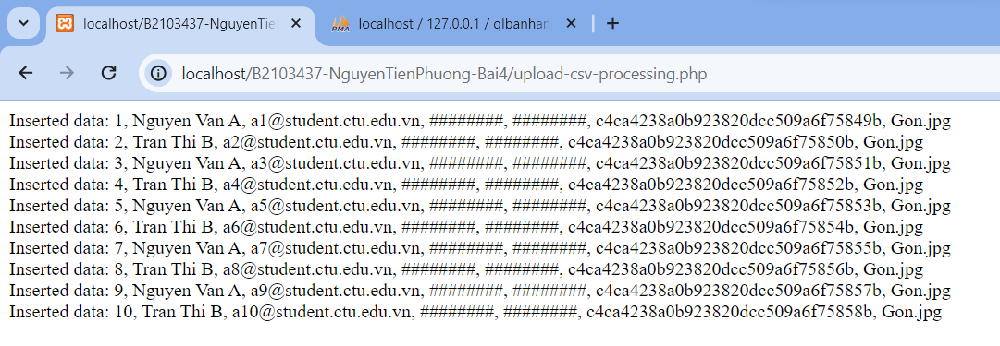 localhost/B2103437-NguyenTie
localhost / 127.0.0.1 / qlbanhan
PMA
localhost/B2103437-NguyenTienPhuong-Bai4/upload-csv-processing.php
Inserted data: 1, Nguyen Van A, a1@student.ctu.edu.vn, ########, ########, c4ca4238a0b923820dcc509a6f75849b, Gon.jpg
Inserted data: 2, Tran Thi B, a2@student.ctu.edu.vn, ########, ########, c4ca4238a0b923820dcc509a6f75850b, Gon.jpg
Inserted data: 3, Nguyen Van A, a3@student.ctu.edu.vn, ########, ########, c4ca4238a0b923820dcc509a6f75851b, Gon.jpg
Inserted data: 4, Tran Thi B, a4@student.ctu.edu.vn, ########, ########, c4ca4238a0b923820dcc509a6f75852b, Gon.jpg
Inserted data: 5, Nguyen Van A, a5@student.ctu.edu.vn, ########, ########, c4ca4238a0b923820dcc509a6f75853b, Gon.jpg
Inserted data: 6, Tran Thi B, a6@student.ctu.edu.vn, ########, ########, c4ca4238a0b923820dcc509a6f75854b, Gon.jpg
Inserted data: 7, Nguyen Van A, a7@student.ctu.edu.vn, ########, ########, c4ca4238a0b923820dcc509a6f75855b, Gon.jpg
Inserted data: 8, Tran Thi B, a8@student.ctu.edu.vn, ########, ########, c4ca4238a0b923820dcc509a6f75856b, Gon.jpg
Inserted data: 9, Nguyen Van A, a9@student.ctu.edu.vn, ########, ########, c4ca4238a0b923820dcc509a6f75857b, Gon.jpg
Inserted data: 10, Tran Thi B, a10@student.ctu.edu.vn, ########, ########, c4ca4238a0b923820dcc509a6f75858b, Gon.jpg